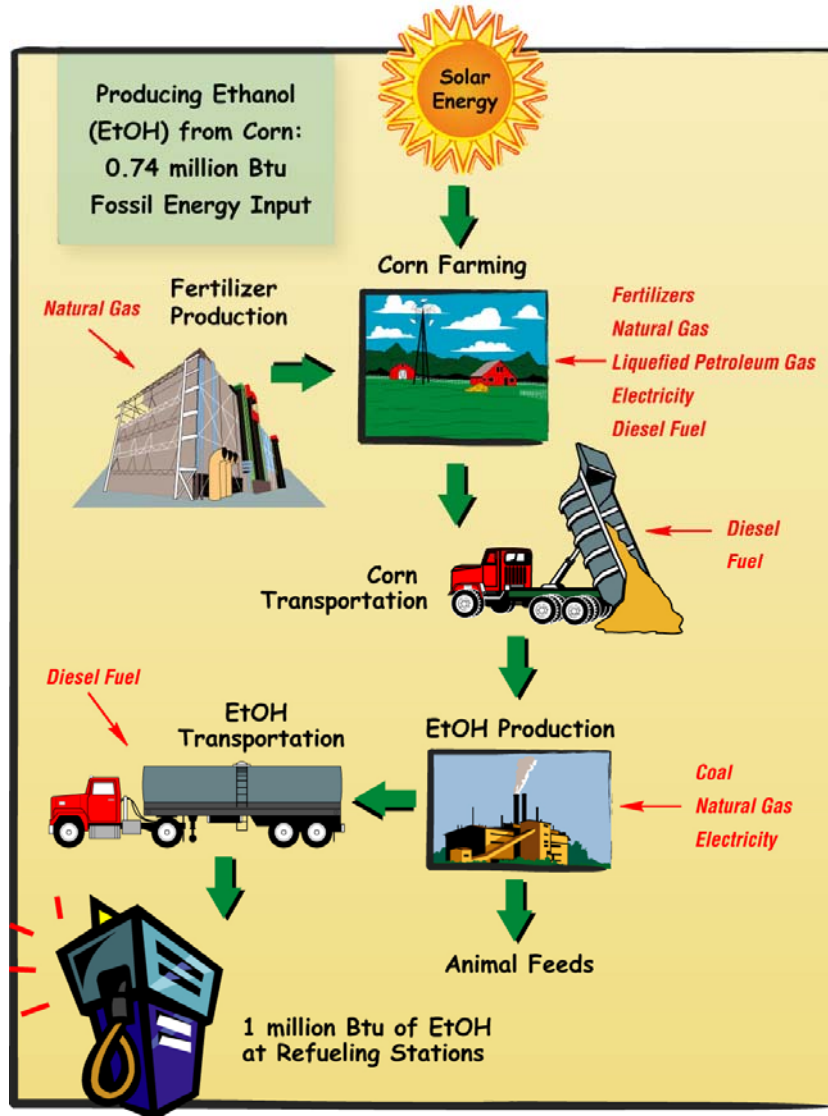 Solar
Energy
Producing Ethanol
(EtOH) from Corn:
0.74 million Btu
Fossil Energy Input
Corn Farming
Fertilizer
Production
Natural Gas
Fertilizers
Natural Gas
Liquefied Petroleum Gas
Electricity
Diesel Fuel
Diesel
Fuel
Corn
Transportation
Diesel Fuel
EtOH
Transportation
EtOH Production
Coal
Natural Gas
Electricity
Animal Feeds
1 million Btu of EtOH
at Refueling Stations